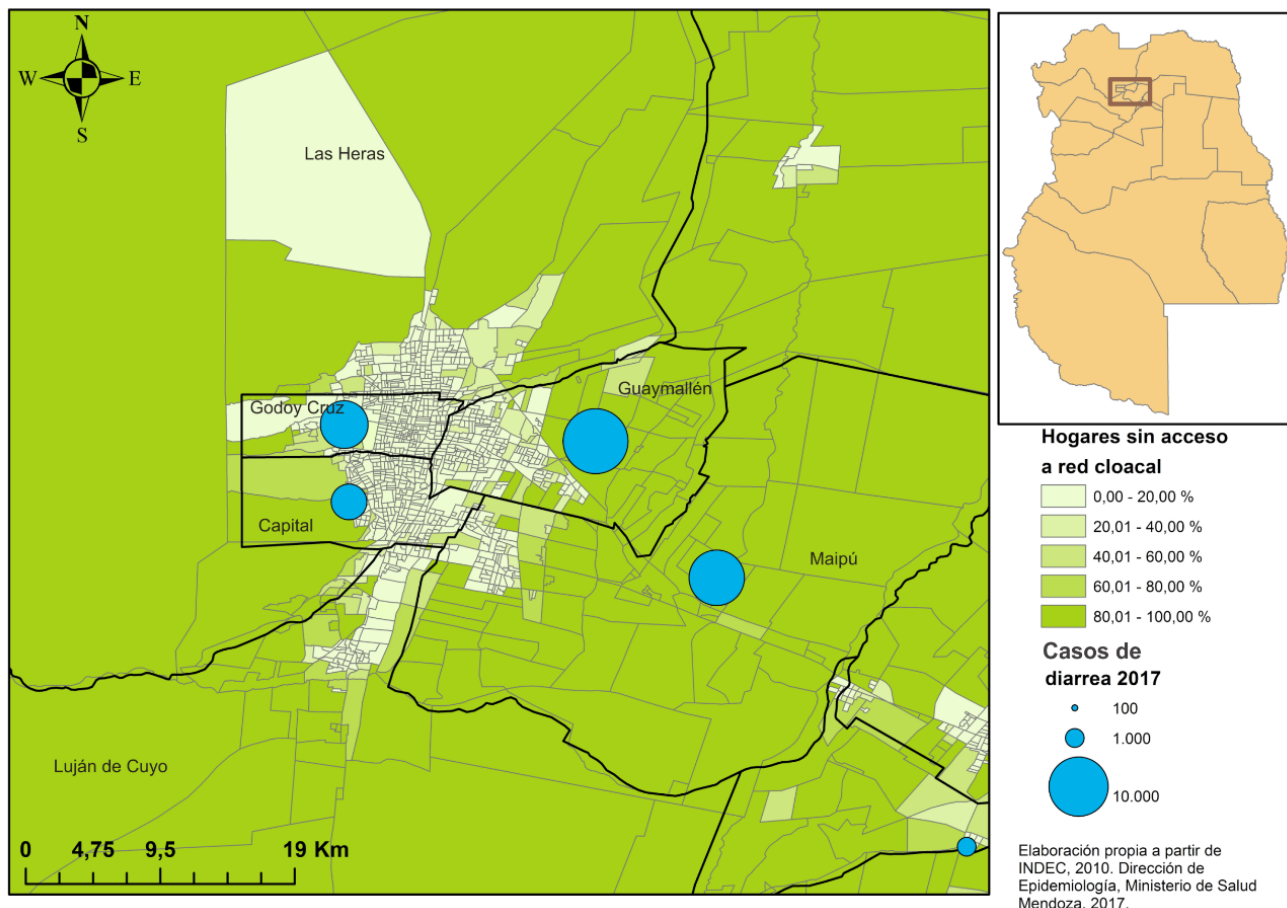 N
W E
S
Las Heras
Guaymallén
Godoy Cruz
Capital
Maipú
Luján de Cuyo
0 4,75 9,5 19 Km
Hogares sin acceso
a red cloacal
0,00 - 20,00 %
20,01 - 40,00 %
40,01 - 60,00 %
60,01 - 80,00 %
80,01 - 100,00 %
Casos de
diarrea 2017
100
1.000
10.000
Elaboración propia a partir de
INDEC, 2010. Dirección de
Epidemiología, Ministerio de Salud
Mendoza, 2017.